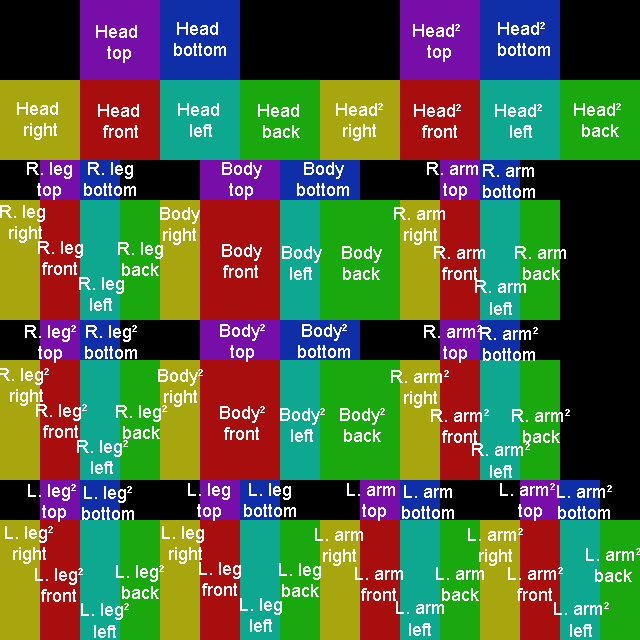 Head
top
Head
bottom
Head²
top
Head²
bottom
Head
right
Head
front
Head
left
Head
back
Head²
right
Head²
front
Head²
left
Head²
back
R. leg
top
R. leg
bottom
Body
top
Body
bottom
R. arm
top
R. arm
bottom
R. leg
right
R. leg
front
R. leg
left
R. leg
back
Body
right
Body
front
Body
left
Body
back
R. arm
right
R. arm
front
R. arm
left
R. arm
back
R. leg²
top
R. leg²
bottom
Body²
top
Body²
bottom
R. arm²
top
R. arm²
bottom
R. leg²
right
R. leg²
front
R. leg²
left
R. leg²
back
Body²
right
Body²
front
Body²
left
Body²
back
R. arm²
right
R. arm²
front
R. arm²
left
R. arm²
back
L. leg²
top
L. leg²
bottom
L. leg
top
L. leg
bottom
L. arm
top
L. arm
bottom
L. arm²
top
L. arm²
bottom
L. leg²
right
L. leg²
front
L. leg²
left
L. leg²
back
L. leg
right
L. leg
front
L. leg
left
L. leg
back
L. arm
right
L. arm
front
L. arm
left
L. arm
back
L. arm²
right
L. arm²
front
L. arm²
left
L. arm²
back